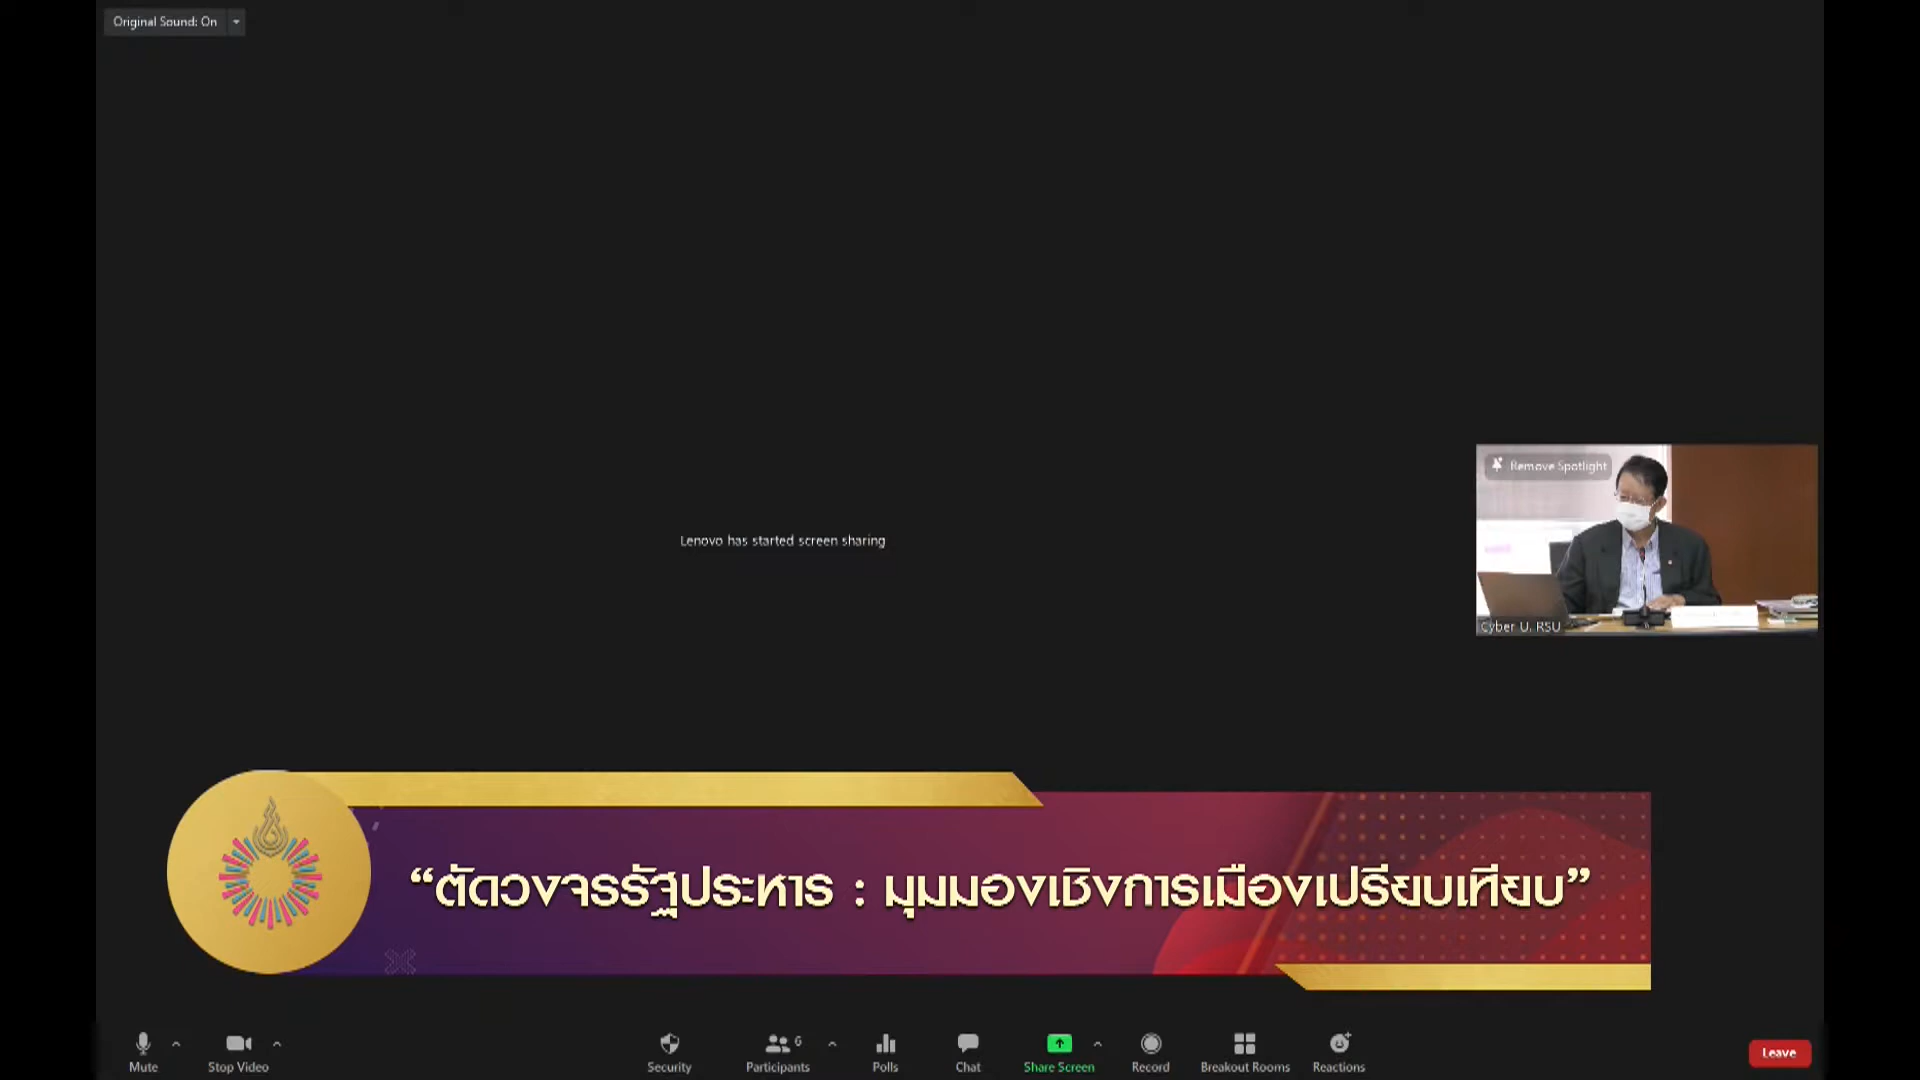 Original Sound: On
Remove Spotlight
Lenovo has started screen sharing
Cyber U. RSU
“ตัดวงจรรัฐประหาร : มุมมองเชิงการเมืองเปรียบเทียบ”
6
Mute
Stop Video
Security
Participants
Polls
Chat
Share Screen
Record
Breakout Rooms
Reactions
Leave